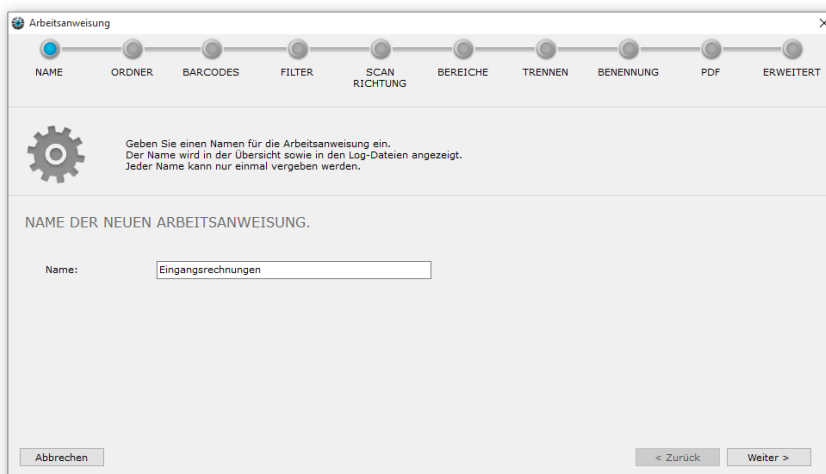 Arbeitsanweisung
NAME
ORDNER
BARCODES
FILTER
SCAN
RICHTUNG
BEREICHE
TRENNEN
BENENNUNG
PDF
ERWEITERT
Geben Sie einen Namen für die Arbeitsanweisung ein.
Der Name wird in der Übersicht sowie in den Log-Dateien angezeigt.
Jeder Name kann nur einmal vergeben werden.
NAME DER NEUEN ARBEITSANWEISUNG.
Name: Eingangsrechnungen
Abbrechen < Zurück Weiter >